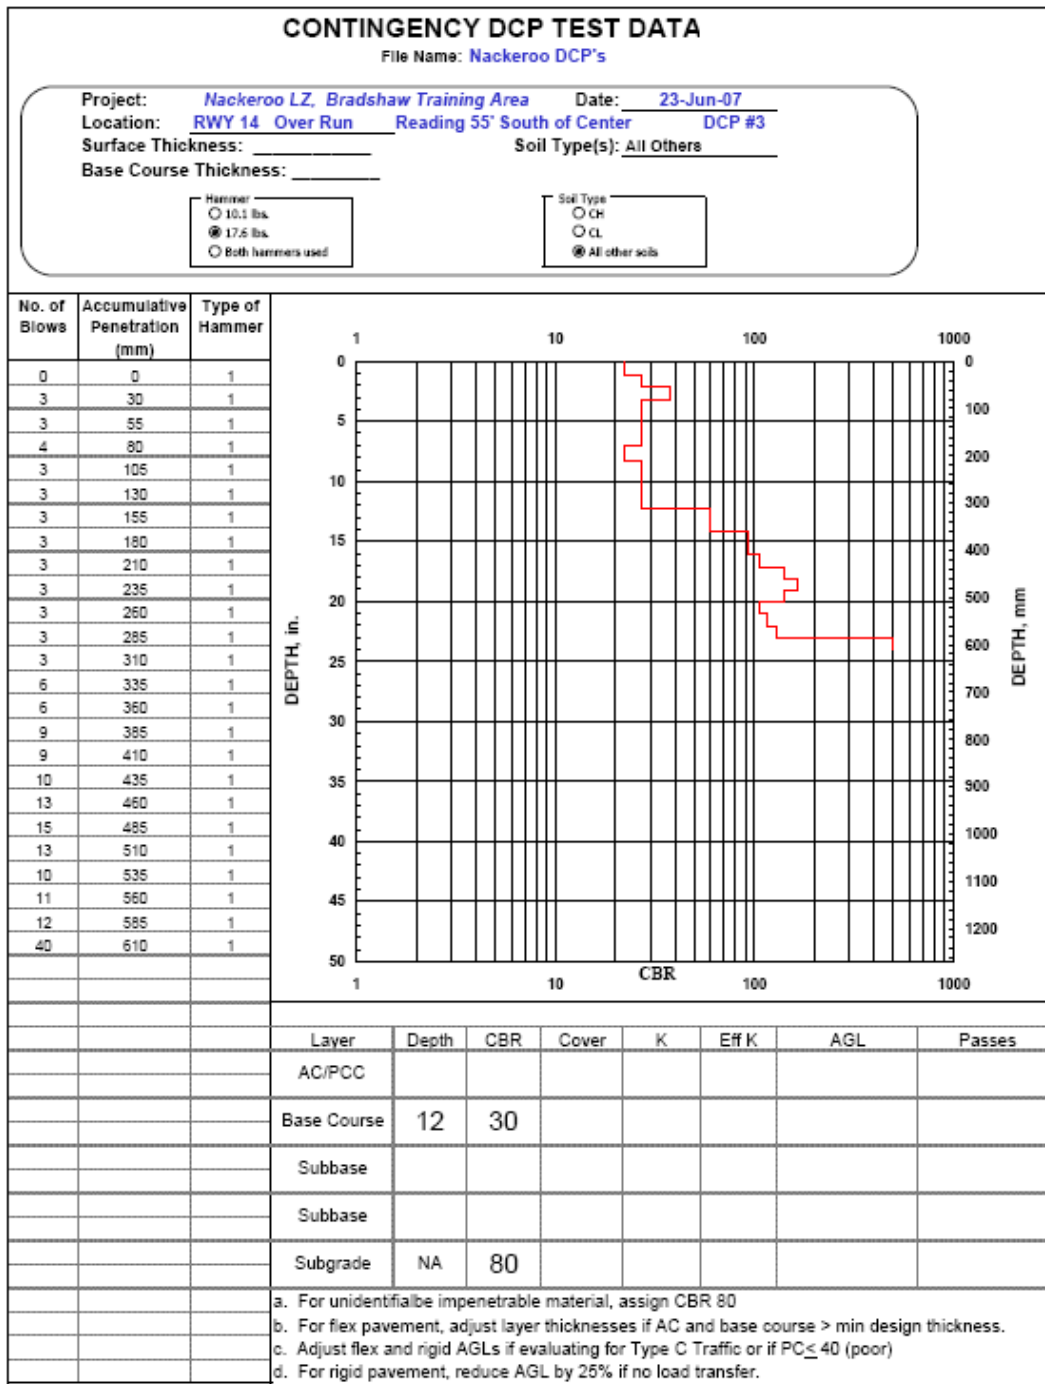 CONTINGENCY DCP TEST DATA
File Name: Nackeroo DCP's
Project: Nackeroo LZ, Bradshaw Training Area Date: 23-Jun-07
Location: RWY 14 Over Run Reading 55' South of Center DCP #3
Surface Thickness: ____________ Soil Type(s): All Others
Base Course Thickness: _________
Hammer
10.1 lbs.
17.6 lbs.
Both hammers used
Soil Type
CH
CL
All other soils
No. of Blows Accumulative Penetration (mm) Type of Hammer
0 0 1
3 30 1
3 55 1
4 80 1
3 105 1
3 130 1
3 155 1
3 180 1
3 210 1
3 235 1
3 260 1
3 285 1
3 310 1
6 335 1
6 360 1
9 385 1
9 410 1
10 435 1
13 460 1
15 485 1
13 510 1
10 535 1
11 560 1
12 585 1
40 610 1
1 10 100 1000
0
5
10
15
20
25
30
35
40
45
50
DEPTH, in.
0
100
200
300
400
500
600
700
800
900
1000
1100
1200
DEPTH, mm
CBR
1 10 100 1000
Layer Depth CBR Cover K Eff K AGL Passes
AC/PCC
Base Course 12 30
Subbase
Subbase
Subgrade NA 80
a. For unidentifialbe impenetrable material, assign CBR 80
b. For flex pavement, adjust layer thicknesses if AC and base course > min design thickness.
c. Adjust flex and rigid AGLs if evaluating for Type C Traffic or if PC≤ 40 (poor)
d. For rigid pavement, reduce AGL by 25% if no load transfer.